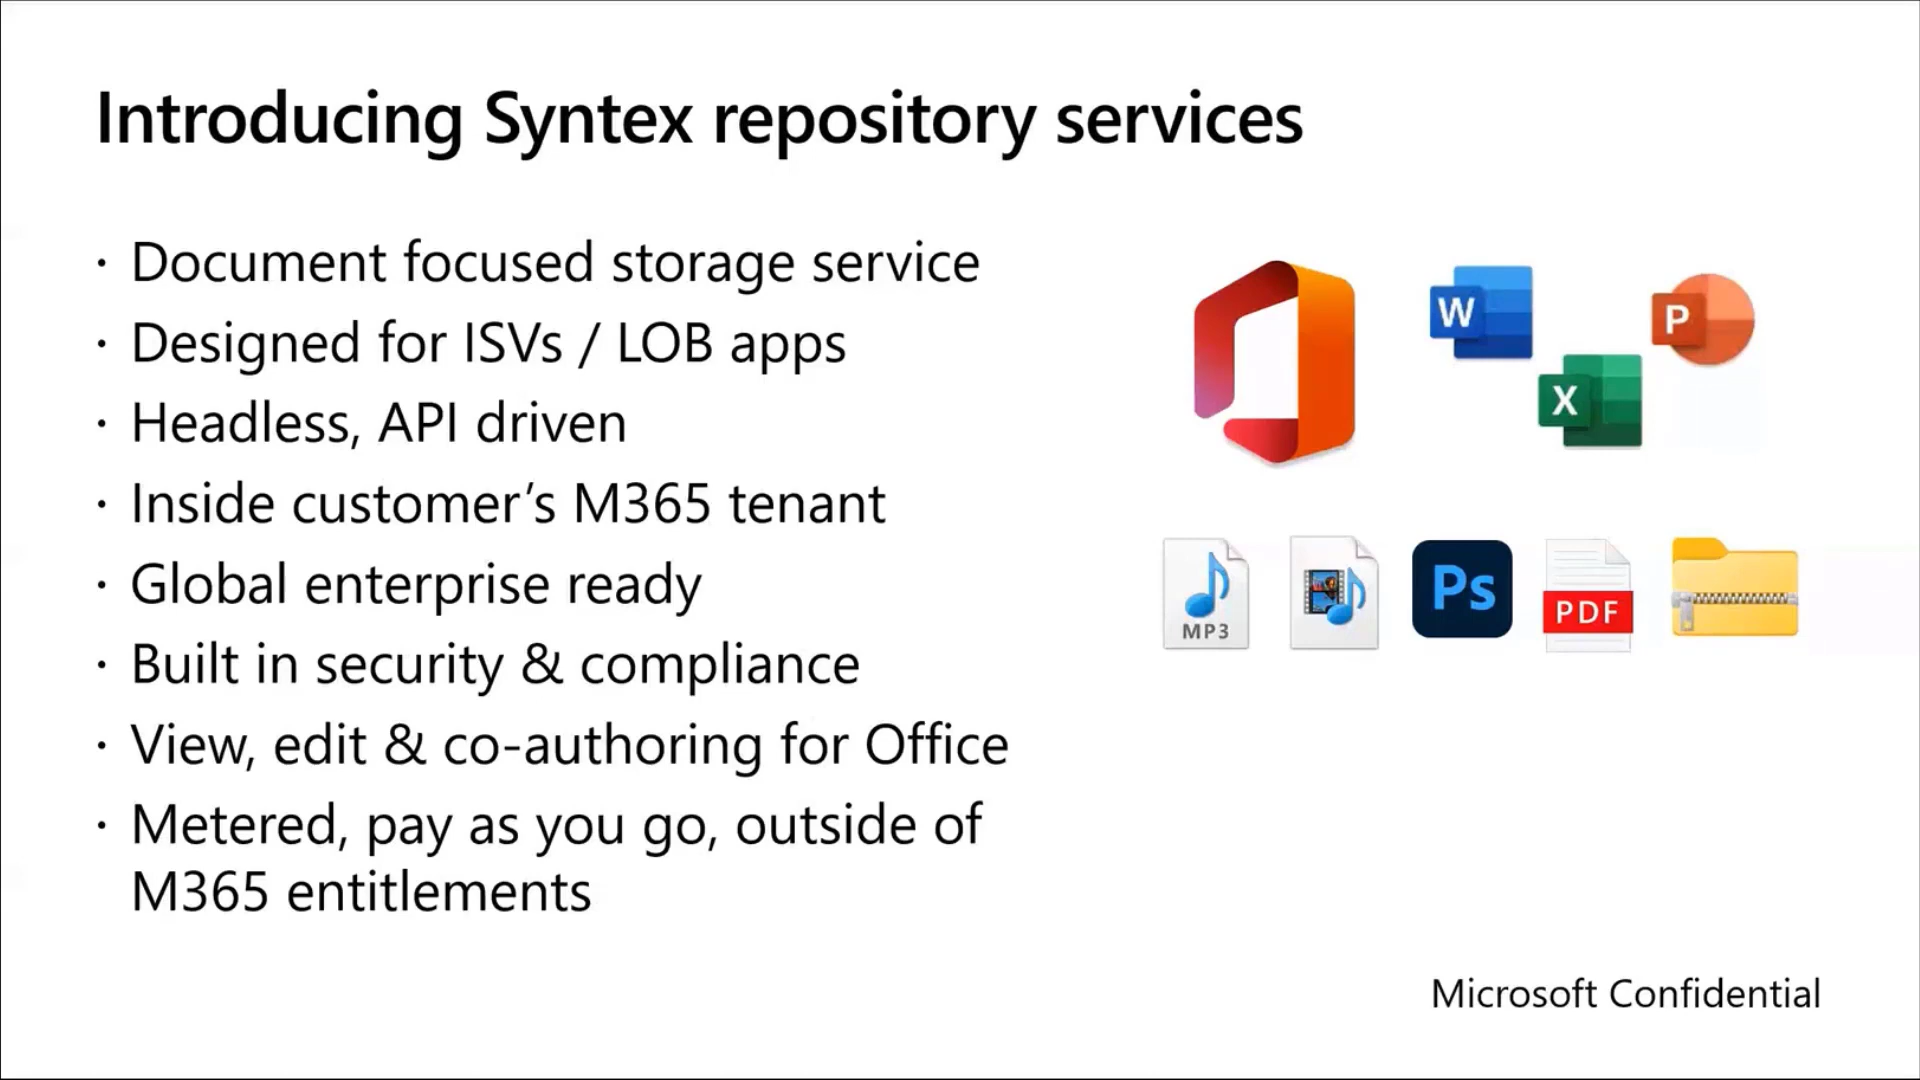 Introducing Syntex repository services
· Document focused storage service
· Designed for ISVs / LOB apps
· Headless, API driven
· Inside customer’s M365 tenant
· Global enterprise ready
· Built in security & compliance
· View, edit & co-authoring for Office
· Metered, pay as you go, outside of
M365 entitlements
W
P
X
MP3
Ps
PDF
Microsoft Confidential